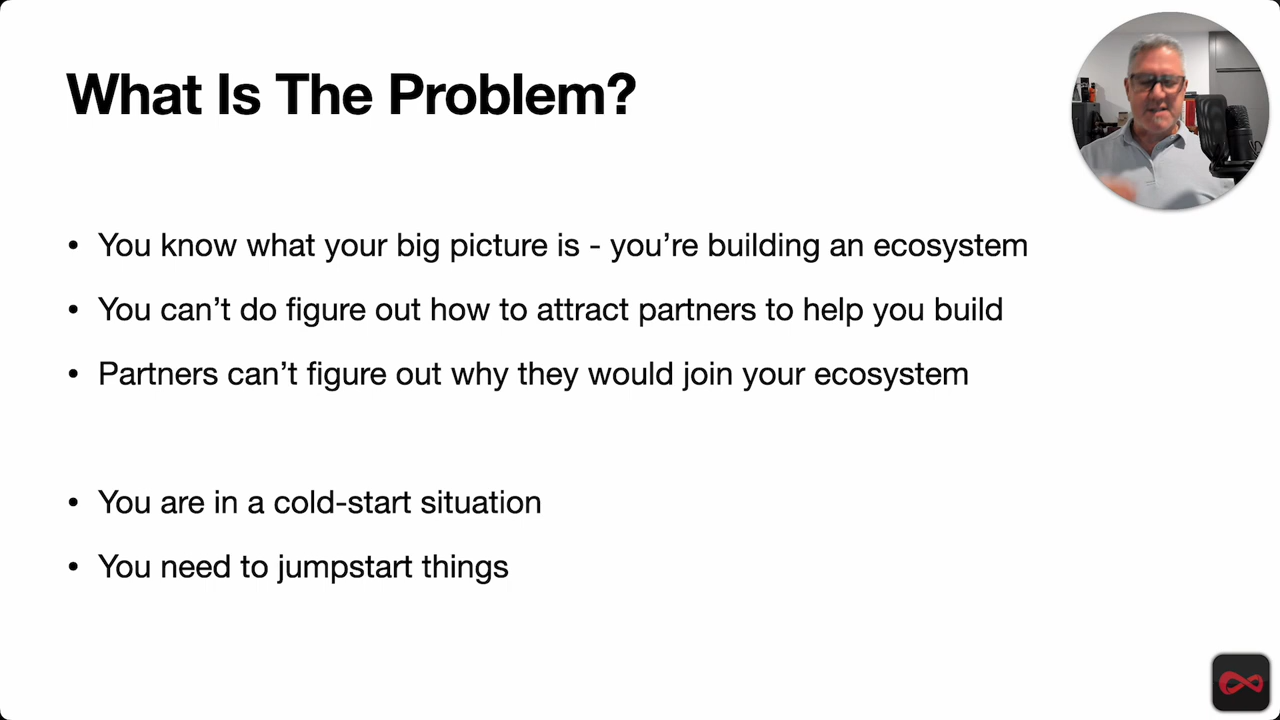 What Is The Problem?
• You know what your big picture is - you're building an ecosystem
• You can't do figure out how to attract partners to help you build
• Partners can't figure out why they would join your ecosystem
• You are in a cold-start situation
• You need to jumpstart things